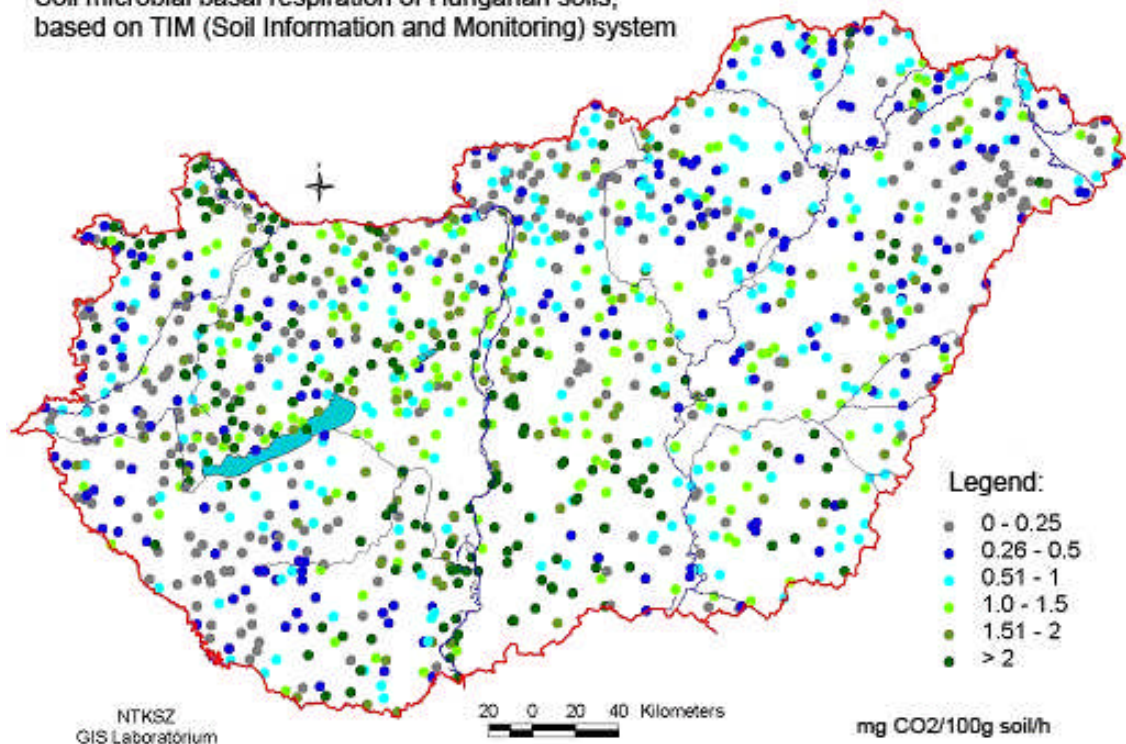 Soil microbial basal respiration of Hungarian soils,
based on TIM (Soil Information and Monitoring) system
Legend:
0 - 0.25
0.26 - 0.5
0.51 - 1
1.0 - 1.5
1.51 - 2
> 2
NTKSZ
GIS Laboratórium
20 0 20 40 Kilometers
mg CO2/100g soil/h